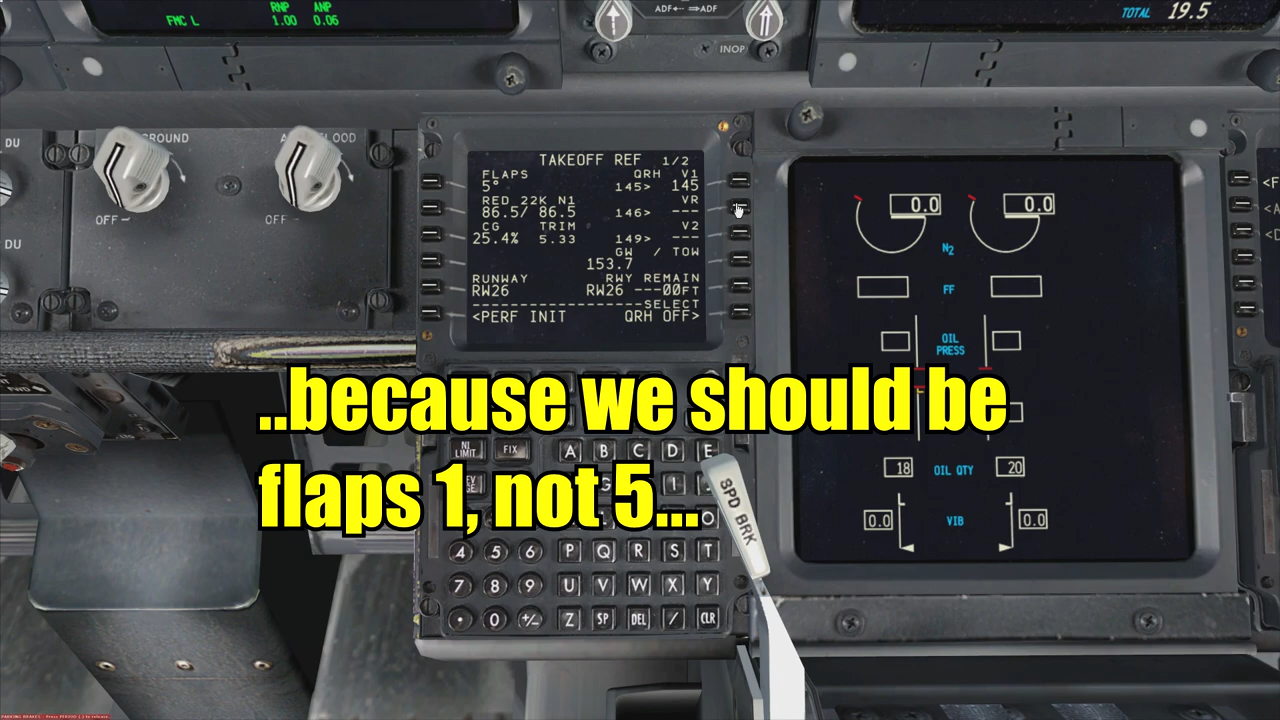 FMC L
RNP ANP
1.00 0.06
ADF ADF
INOP
TOTAL 19.5
DU
OFF
OFF
DU
TAKEOFF REF 1/2
FLAPS QRH V1
5° 145> 145
RED 22K N1 VR
86.5/ 86.5 146> ---
CG TRIM V2
25.4% 5.33 149> ---
GW / TOW
153.7
RUNWAY RWY REMAIN
RW26 RW26 ---00FT
SELECT
<PERF INIT QRH OFF>
0.0 0.0
N2
FF
OIL
PRESS
18 OIL QTY 20
0.0 VIB 0.0
..because we should be
flaps 1, not 5...
N1
LIMIT FIX A B C D E
SPD BRK
4 5 6 P Q R S T
7 8 9 U V W X Y
. 0 +/- Z SP DEL / CLR